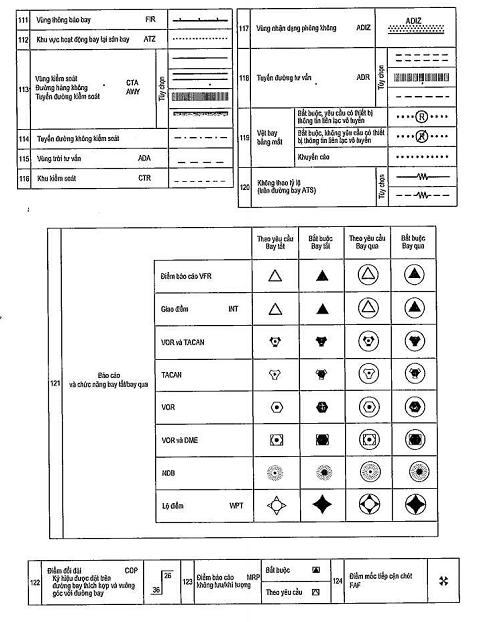 111 Vùng thông báo bay FIR
112 Khu vực hoạt động bay tại sân bay ATZ
113 Vùng kiểm soát CTA
Đường hàng không AWY
Tuyến đường kiểm soát
Tùy chọn
114 Tuyến đường không kiểm soát
115 Vùng trời tư vấn ADA
116 Khu kiểm soát CTR
117 Vùng nhận dạng phòng không ADIZ
ADIZ
118 Tuyến đường tư vấn ADR
Tùy chọn
119 Vệt bay
bằng mắt
Bắt buộc, yêu cầu có thiết bị
thông tin liên lạc vô tuyến
R
Bắt buộc, không yêu cầu có thiết
bị thông tin liên lạc vô tuyến
R
Khuyến cáo
120 Không theo tỷ lệ
(trên đường bay ATS)
Tùy chọn
Theo yêu cầu
Bay tắt
Bắt buộc
Bay tắt
Theo yêu cầu
Bay qua
Bắt buộc
Bay qua
121 Báo cáo
và chức năng bay tắt/bay qua
Điểm báo cáo VFR
Giao điểm INT
VOR và TACAN
TACAN
VOR
VOR và DME
NDB
Lộ điểm WPT
122 Điểm đổi đài COP
Ký hiệu được đặt trên
đường bay thích hợp và vuông
góc với đường bay
26
36
123 Điểm báo cáo MRP
không lưu/khí tượng
Bắt buộc
Theo yêu cầu
124 Điểm mốc tiếp cận chót
FAF